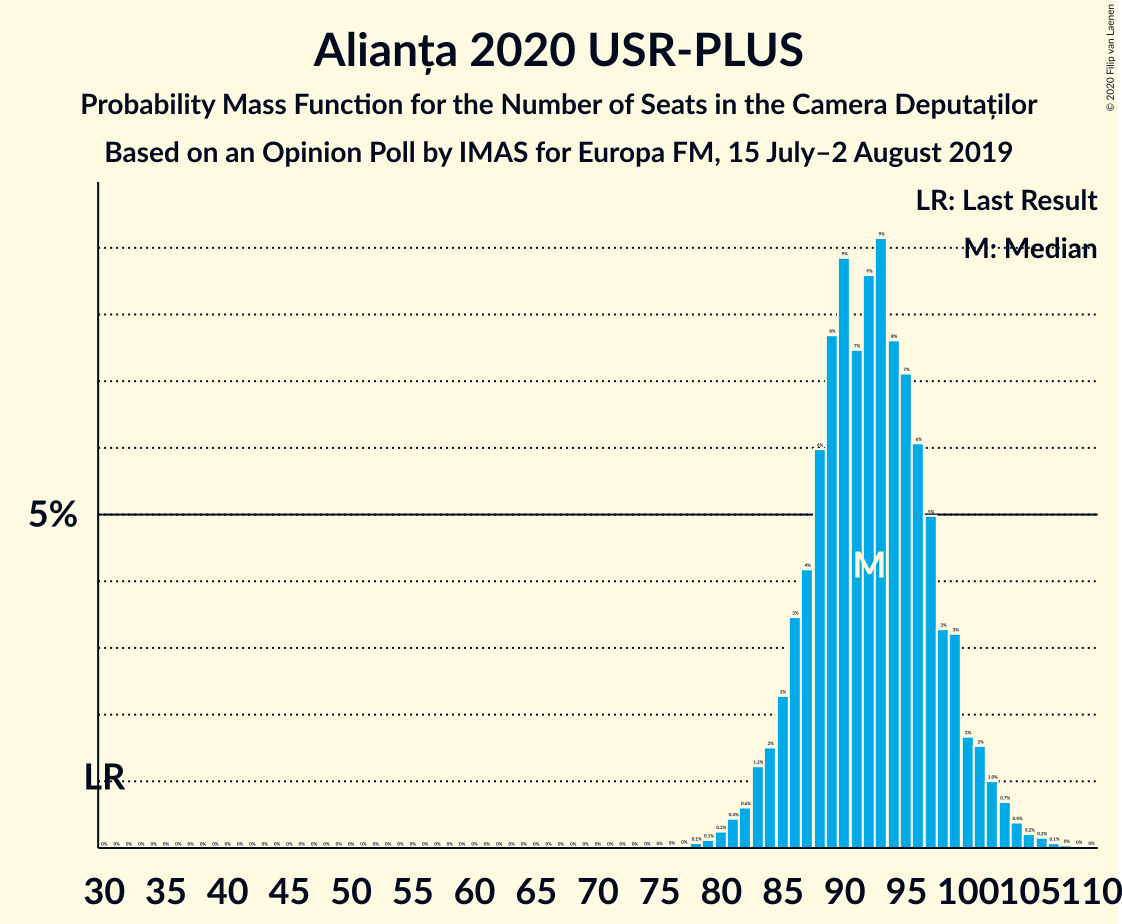 Alianța 2020 USR-PLUS
Probability Mass Function for the Number of Seats in the Camera Deputaților
Based on an Opinion Poll by IMAS for Europa FM, 15 July–2 August 2019
© 2020 Filip van Laenen
LR: Last Result
M: Median
5%
M
LR
30 35 40 45 50 55 60 65 70 75 80 85 90 95 100 105 110